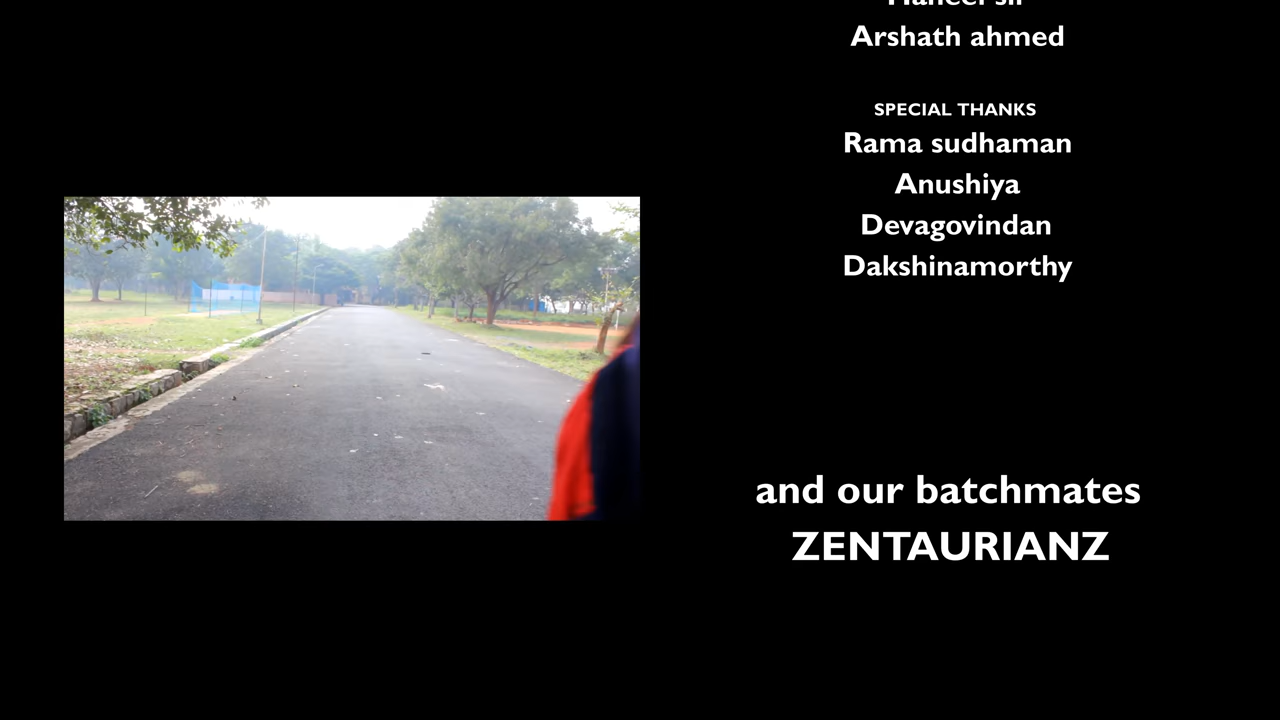 Arshath ahmed
SPECIAL THANKS
Rama sudhaman
Anushiya
Devagovindan
Dakshinamorthy
and our batchmates
ZENTAURIANZ